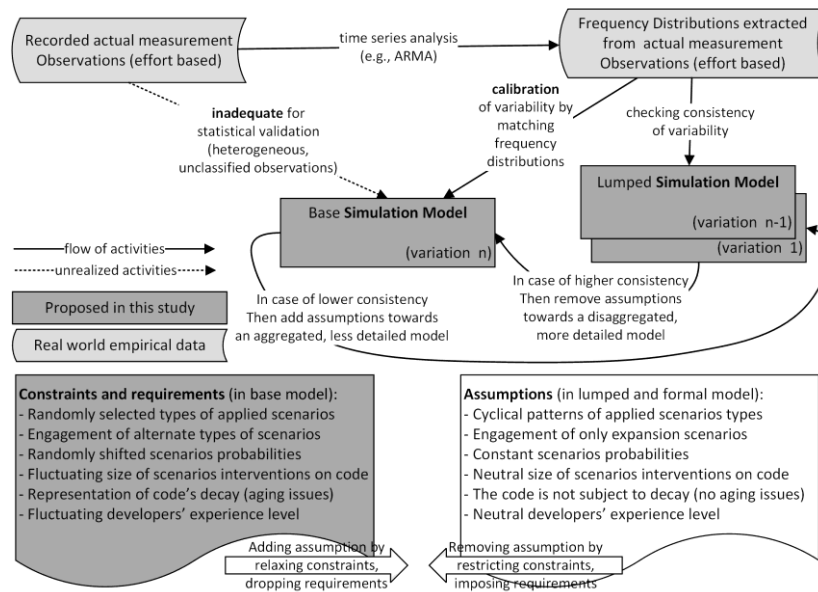 Recorded actual measurement
Observations (effort based)
time series analysis
(e.g., ARMA)
Frequency Distributions extracted
from actual measurement
Observations (effort based)
inadequate for
statistical validation
(heterogeneous,
unclassified observations)
calibration
of variability by
matching
frequency
distributions
checking consistency
of variability
Base Simulation Model
(variation n)
Lumped Simulation Model
(variation n-1)
(variation 1)
flow of activities
unrealized activities
Proposed in this study
Real world empirical data
In case of lower consistency
Then add assumptions towards
an aggregated, less detailed model
In case of higher consistency
Then remove assumptions
towards a disaggregated,
more detailed model
Constraints and requirements (in base model):
- Randomly selected types of applied scenarios
- Engagement of alternate types of scenarios
- Randomly shifted scenarios probabilities
- Fluctuating size of scenarios interventions on code
- Representation of code's decay (aging issues)
- Fluctuating developers' experience level
Assumptions (in lumped and formal model):
- Cyclical patterns of applied scenarios types
- Engagement of only expansion scenarios
- Constant scenarios probabilities
- Neutral size of scenarios interventions on code
- The code is not subject to decay (no aging issues)
- Neutral developers' experience level
Adding assumption by
relaxing constraints,
dropping requirements
Removing assumption by
restricting constraints,
imposing requirements